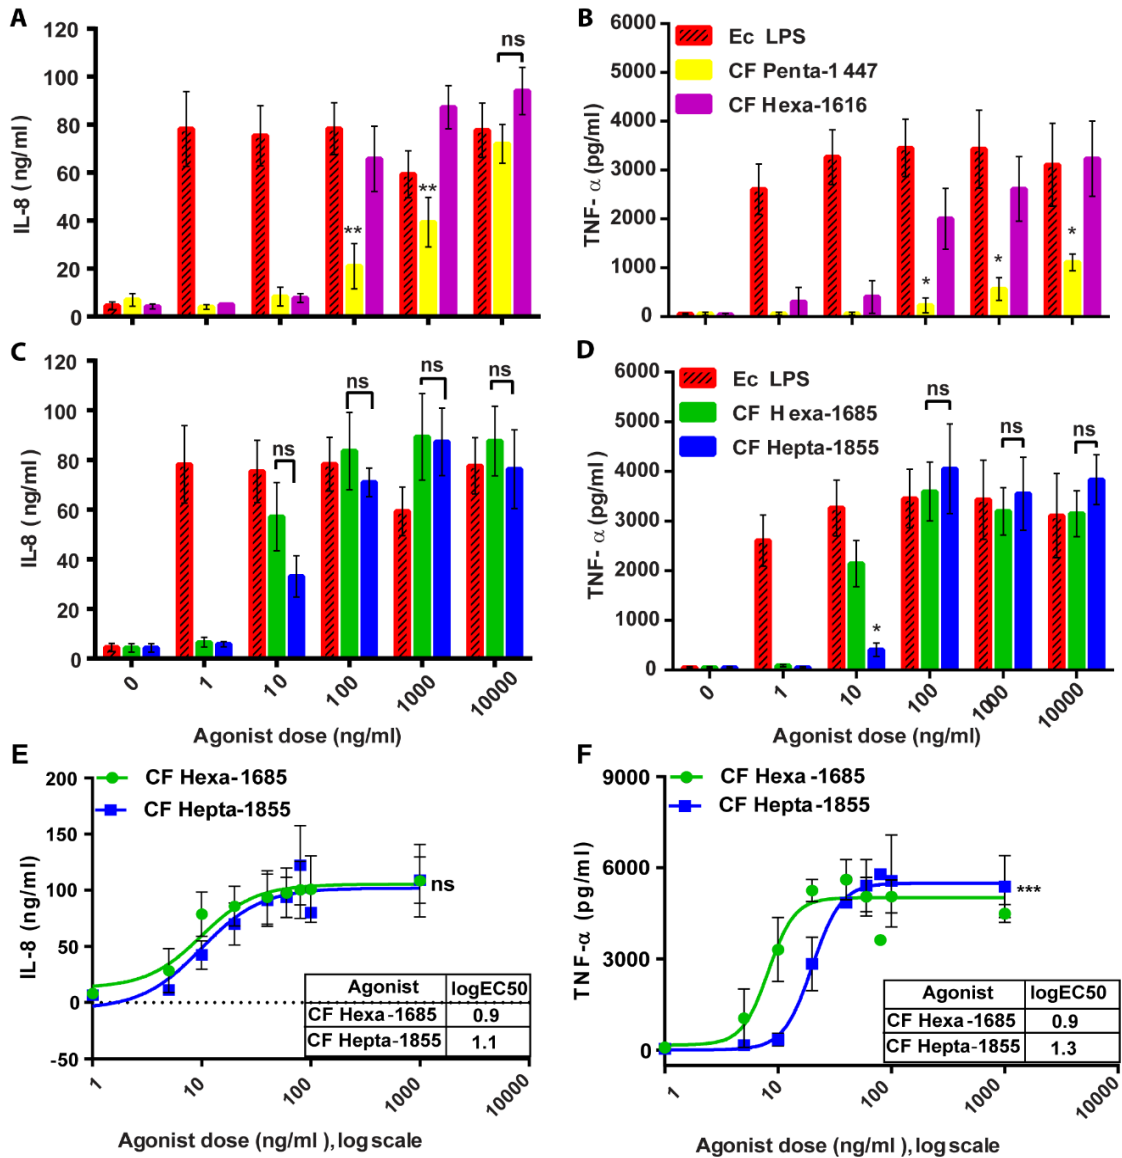 A
120
100
80
60
40
20
0
IL-8 ( ng/ml )
**
**
ns
B
6000
5000
4000
3000
2000
1000
0
TNF- α (pg/ml)
Ec LPS
CF Penta-1447
CF Hexa-1616
*
*
*
C
120
100
80
60
40
20
0
IL-8 ( ng/ml )
ns
ns
ns
ns
0
1
10
100
1000
10000
Agonist dose (ng/ml)
D
6000
5000
4000
3000
2000
1000
0
TNF- α (pg/ml)
Ec LPS
CF Hexa-1685
CF Hepta-1855
*
ns
ns
ns
0
1
10
100
1000
10000
Agonist dose (ng/ml)
E
200
150
100
50
0
-50
IL-8 (ng/ml)
CF Hexa-1685
CF Hepta-1855
ns
Agonist logEC50
CF Hexa-1685 0.9
CF Hepta-1855 1.1
1
10
100
1000
10000
Agonist dose (ng/ml ), log scale
F
9000
6000
3000
0
TNF-α (pg/ml)
CF Hexa -1685
CF Hepta-1855
***
Agonist logEC50
CF Hexa-1685 0.9
CF Hepta-1855 1.3
1
10
100
1000
10000
Agonist dose (ng/ml ), log scale